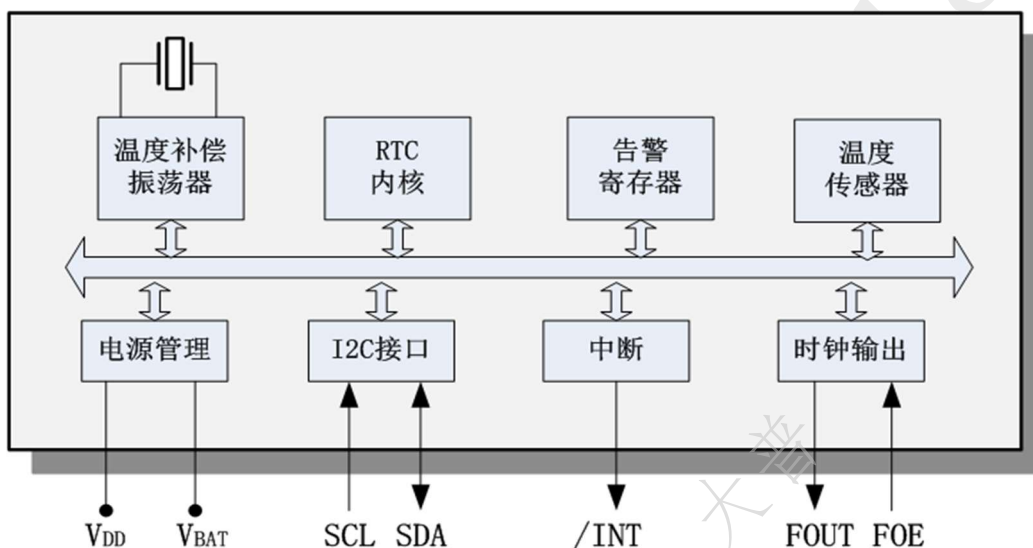 温度补偿
振荡器
RTC
内核
告警
寄存器
温度
传感器
电源管理
I2C接口
中断
时钟输出
VDD
VBAT
SCL
SDA
/INT
FOUT
FOE
大普